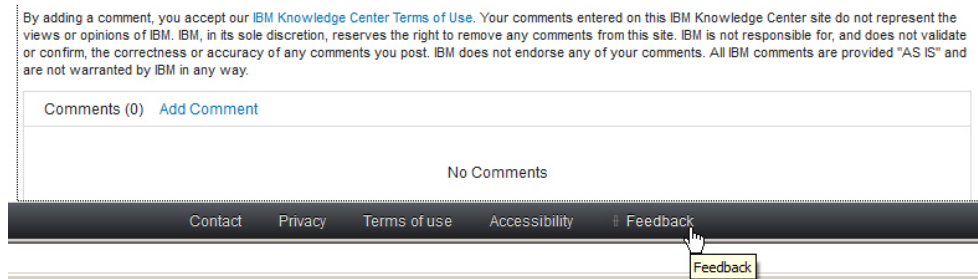 By adding a comment, you accept our IBM Knowledge Center Terms of Use. Your comments entered on this IBM Knowledge Center site do not represent the
views or opinions of IBM. IBM, in its sole discretion, reserves the right to remove any comments from this site. IBM is not responsible for, and does not validate
or confirm, the correctness or accuracy of any comments you post. IBM does not endorse any of your comments. All IBM comments are provided "AS IS" and
are not warranted by IBM in any way.
Comments (0) Add Comment
No Comments
Contact Privacy Terms of use Accessibility Feedback
Feedback